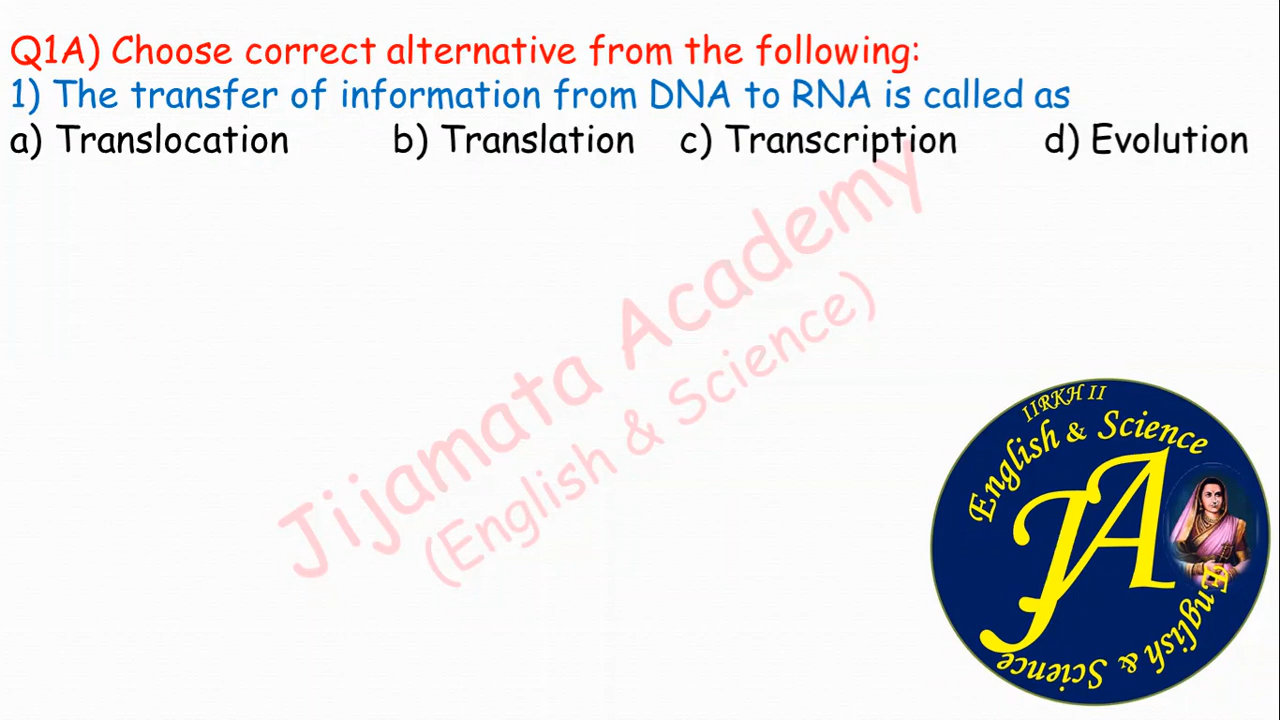 Q1A) Choose correct alternative from the following:
1) The transfer of information from DNA to RNA is called as
a) Translocation b) Translation c) Transcription d) Evolution
Jijamata Academy
(English & Science)
IIRKH II
English & Science
JA
English & Science